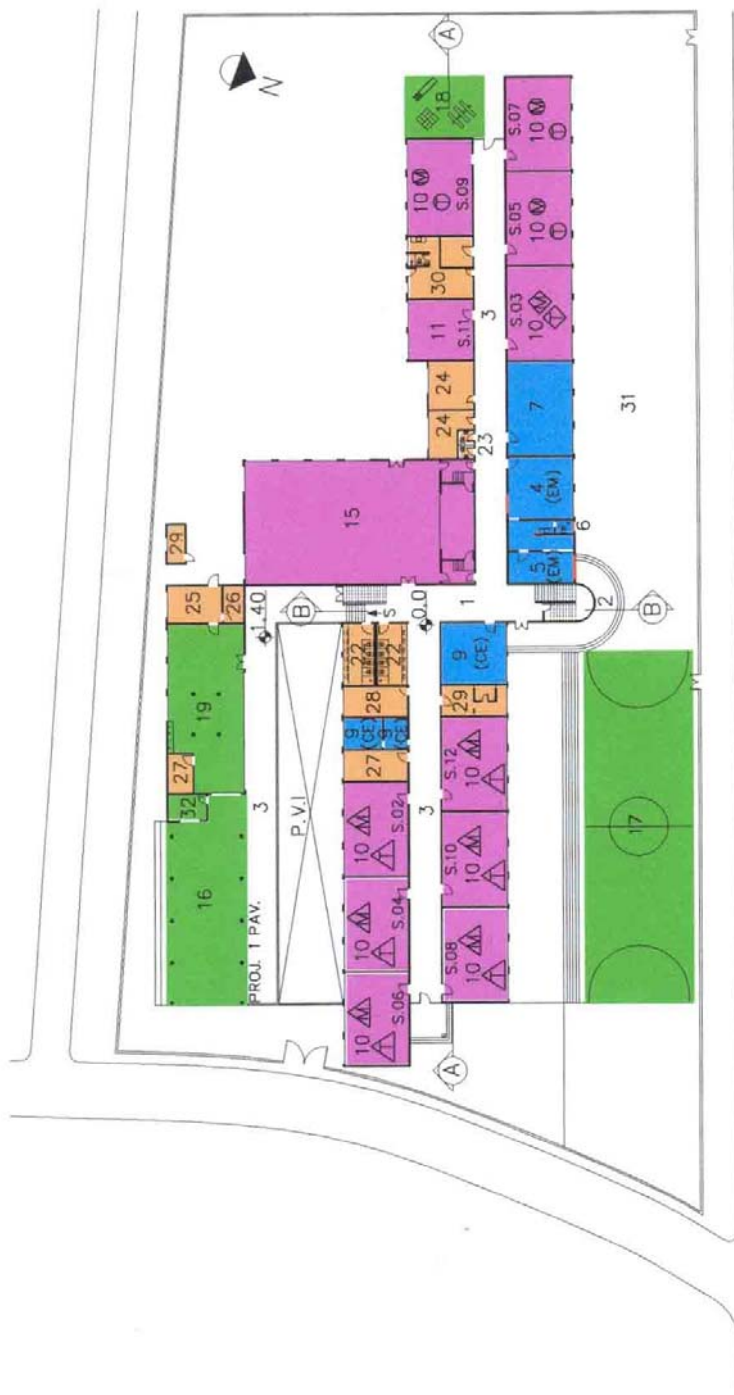 N
29
16
32
27
19
25
26
PROJ. 1 PAV.
3
1.40
P.V.I
B
15
10 M
T
S.06
10 M
T
S.04
10 M
T
S.02
27
9
(CE)
9
(CE)
28
22
22
S
0.0
24
24
11
S.11
30
10 M
T
S.09
18
A
A
3
1
23
3
S.08
10 M
T
S.10
10 M
T
S.12
10 M
T
29
9
(CE)
5
(EM)
6
4
(EM)
7
S.03
10 M
T
S.05
10 M
T
S.07
10 M
T
2
B
17
31